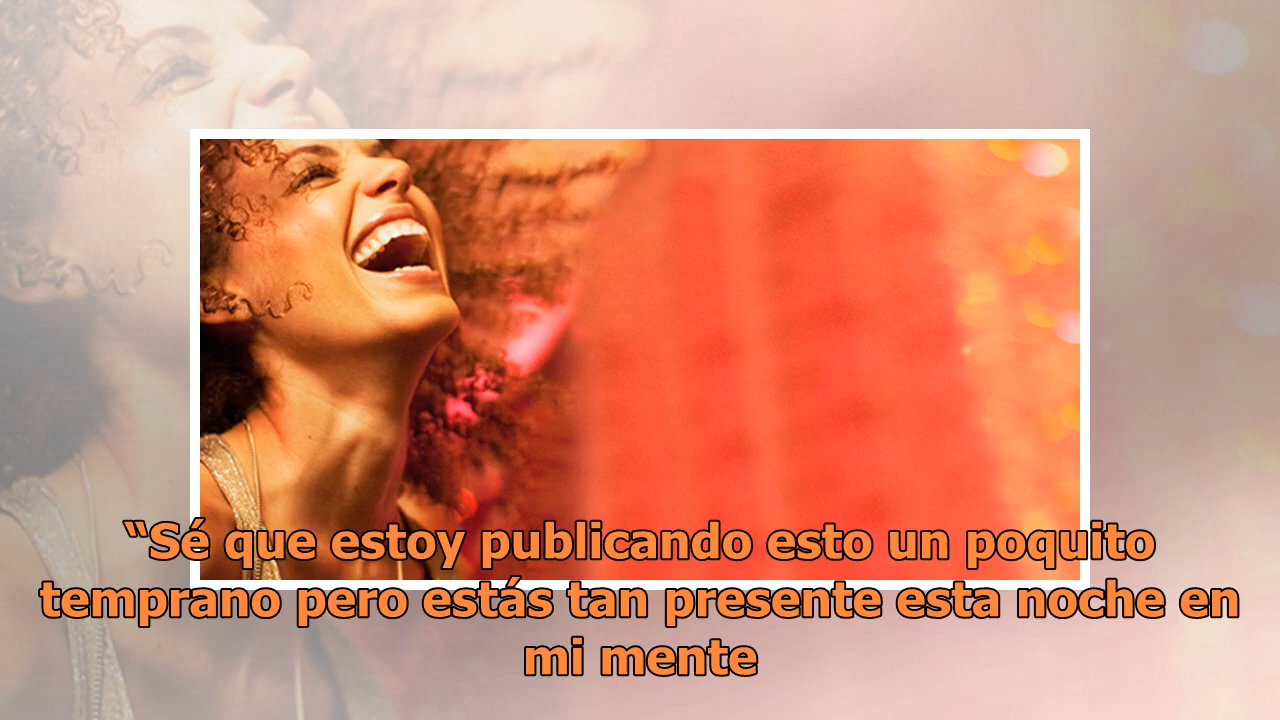 “Sé que estoy publicando esto un poquito
temprano pero estás tan presente esta noche en
mi mente